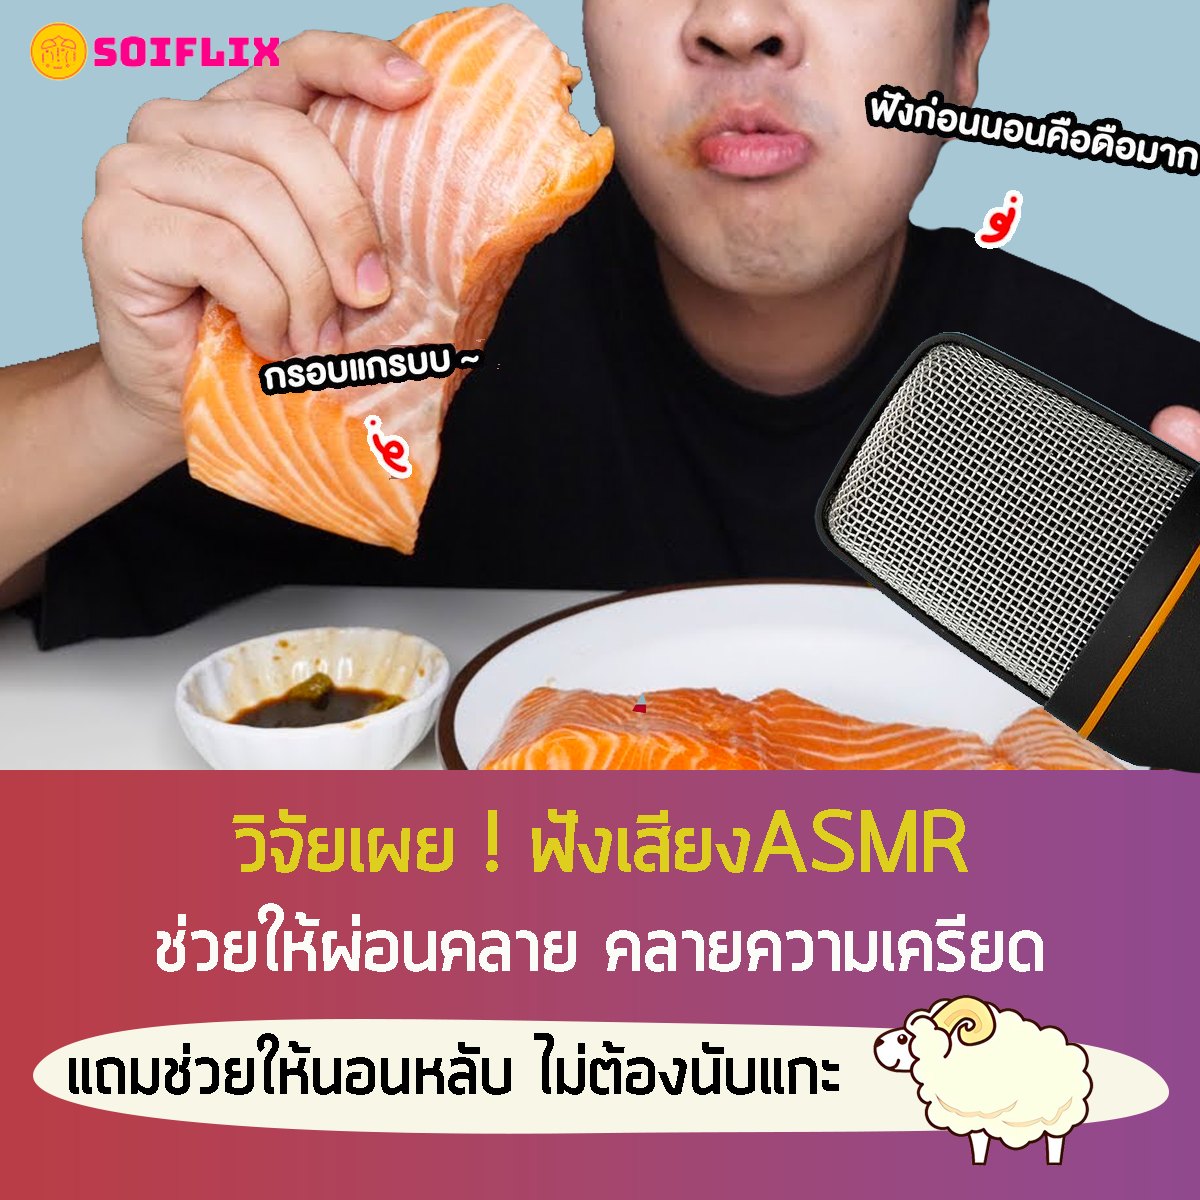 SOIFLIX
ฟังก่อนนอนคือดือมาก
กรอบแกรบบ ~
วิจัยเผย ! ฟังเสียงASMR
ช่วยให้ผ่อนคลาย คลายความเครียด
แถมช่วยให้นอนหลับ ไม่ต้องนับแกะ